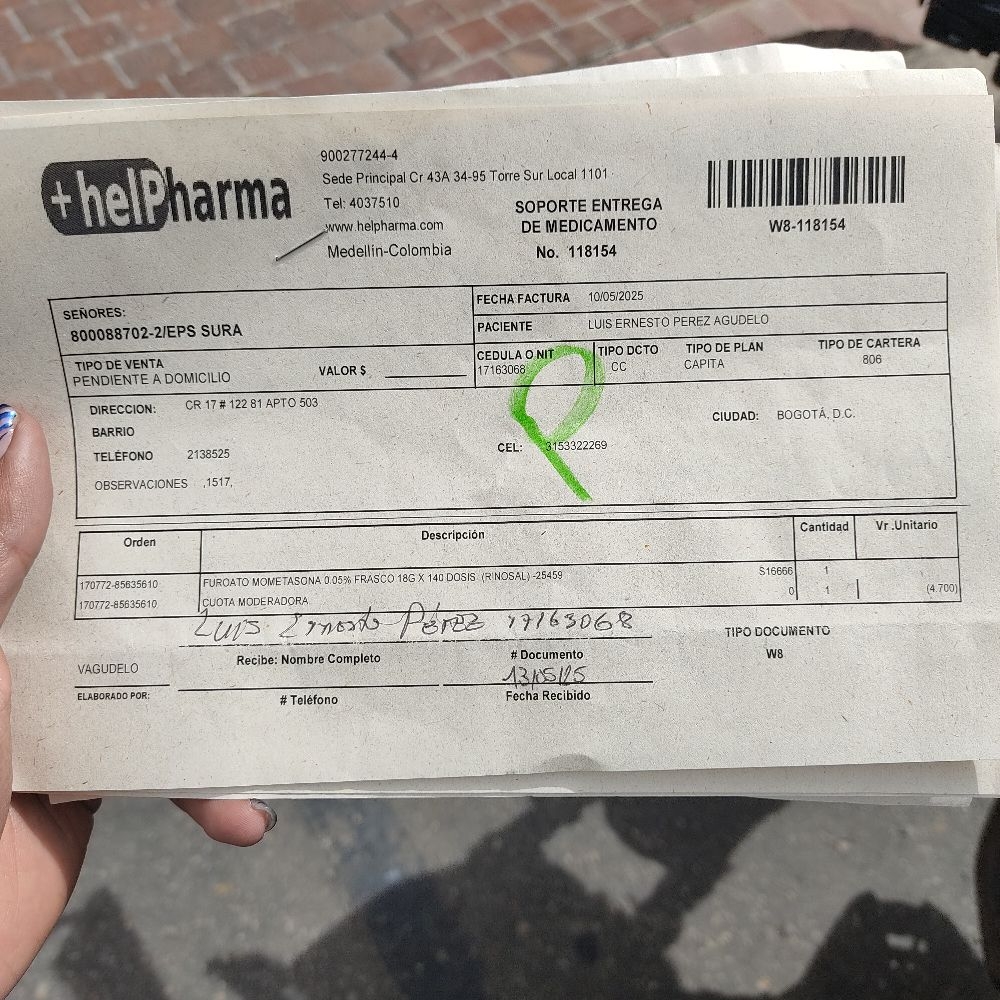 +helPharma
900277244-4
Sede Principal Cr 43A 34-95 Torre Sur Local 1101
Tel: 4037510
www.helpharma.com
Medellín-Colombia
SOPORTE ENTREGA
DE MEDICAMENTO
No. 118154
W8-118154
SEÑORES:
800088702-2/EPS SURA
FECHA FACTURA 10/05/2025
PACIENTE LUIS ERNESTO PEREZ AGUDELO
TIPO DE VENTA
PENDIENTE A DOMICILIO
VALOR $
CEDULA O NIT
17163068
TIPO DCTO
CC
TIPO DE PLAN
CAPITA
TIPO DE CARTERA
806
DIRECCION: CR 17 # 122 81 APTO 503
BARRIO
TELÉFONO 2138525
OBSERVACIONES ,1517,
CEL: 3153322269
CIUDAD: BOGOTÁ, D.C.
P
Orden Descripción Cantidad Vr .Unitario
170772-85635610 FUROATO MOMETASONA 0.05% FRASCO 18G X 140 DOSIS (RINOSAL) -25459 S16666 1
170772-85635610 CUOTA MODERADORA 0 1 (4.700)
Luis Ernesto Pérez 17163068
Recibe: Nombre Completo # Documento
TIPO DOCUMENTO
W8
VAGUDELO
ELABORADO POR:
# Teléfono
13/05/25
Fecha Recibido